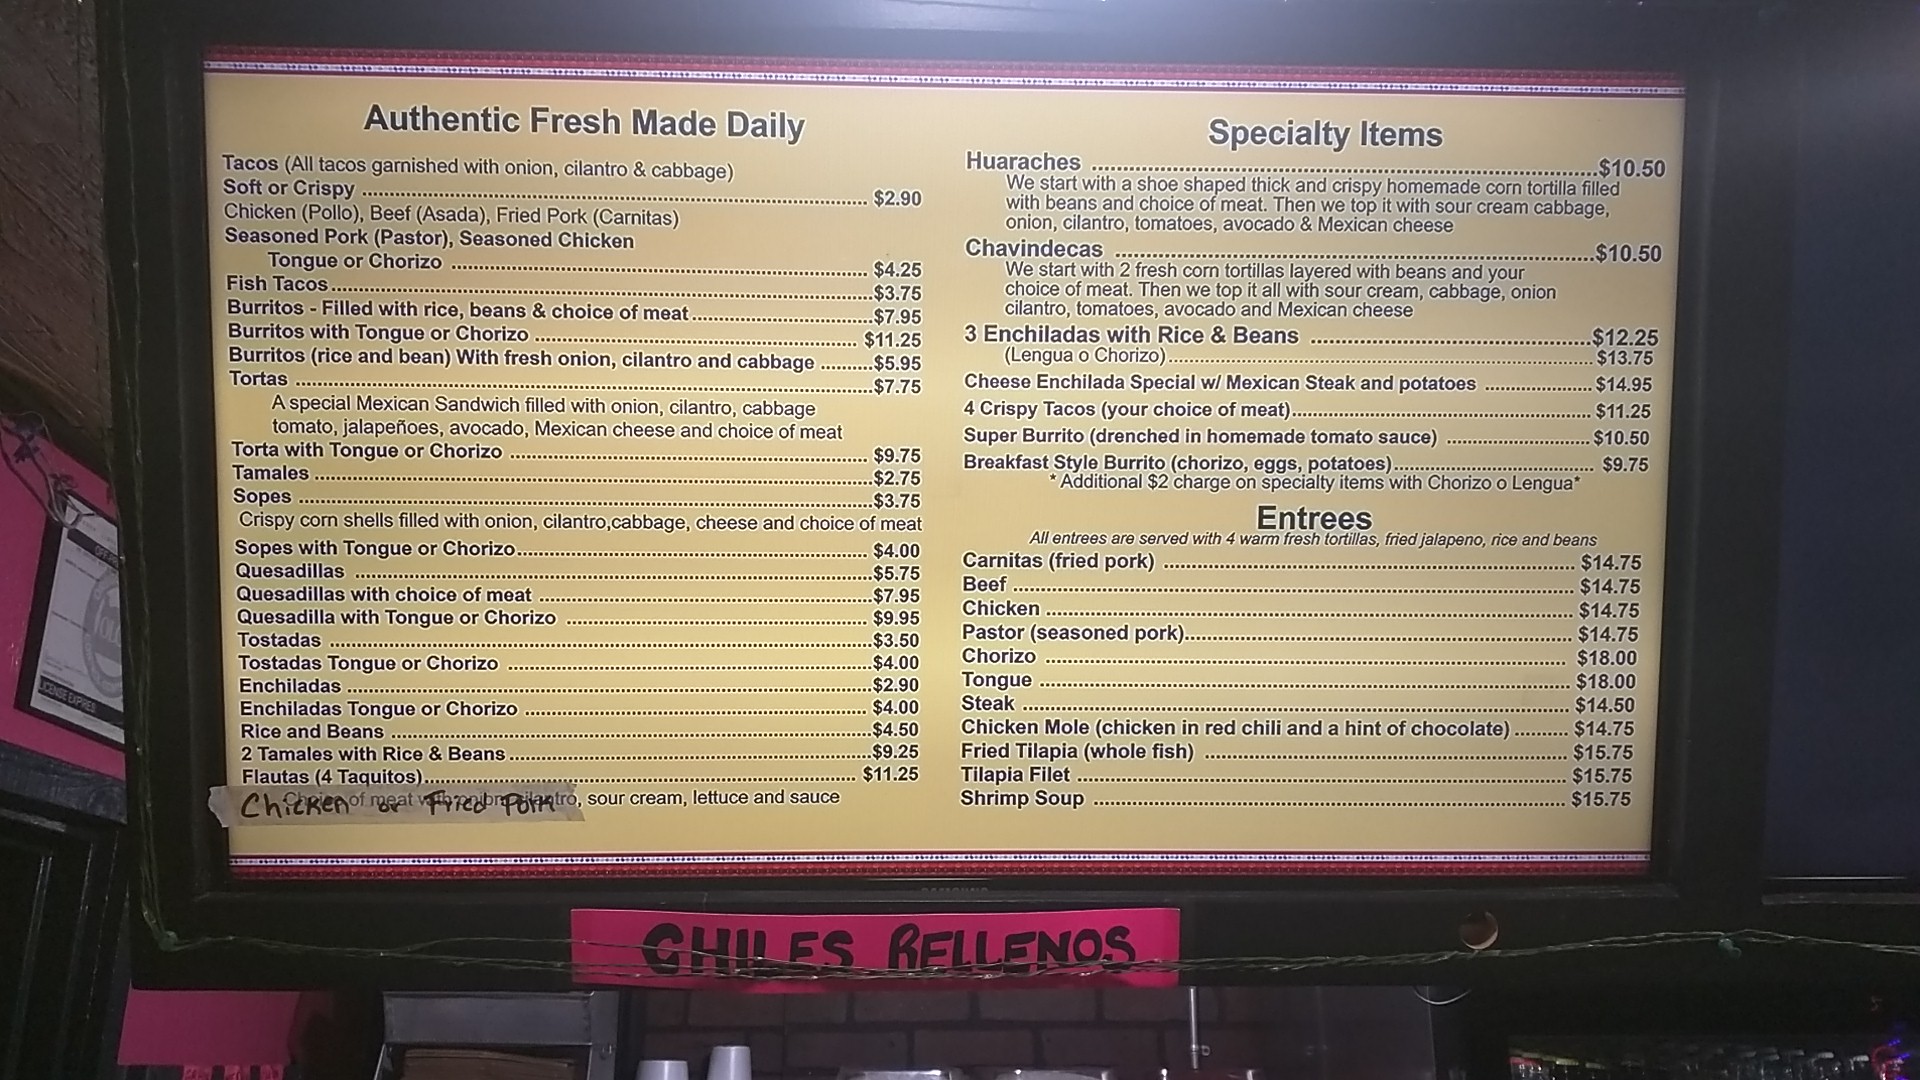 Authentic Fresh Made Daily
Tacos (All tacos garnished with onion, cilantro & cabbage)
Soft or Crispy ........ $2.90
Chicken (Pollo), Beef (Asada), Fried Pork (Carnitas)
Seasoned Pork (Pastor), Seasoned Chicken
Tongue or Chorizo ........ $4.25
Fish Tacos ........ $3.75
Burritos - Filled with rice, beans & choice of meat ........ $7.95
Burritos with Tongue or Chorizo ........ $11.25
Burritos (rice and bean) With fresh onion, cilantro and cabbage ........ $5.95
Tortas ........ $7.75
A special Mexican Sandwich filled with onion, cilantro, cabbage
tomato, jalapeñoes, avocado, Mexican cheese and choice of meat
Torta with Tongue or Chorizo ........ $9.75
Tamales ........ $2.75
Sopes ........ $3.75
Crispy corn shells filled with onion, cilantro,cabbage, cheese and choice of meat
Sopes with Tongue or Chorizo ........ $4.00
Quesadillas ........ $5.75
Quesadillas with choice of meat ........ $7.95
Quesadilla with Tongue or Chorizo ........ $9.95
Tostadas ........ $3.50
Tostadas Tongue or Chorizo ........ $4.00
Enchiladas ........ $2.90
Enchiladas Tongue or Chorizo ........ $4.00
Rice and Beans ........ $4.50
2 Tamales with Rice & Beans ........ $9.25
Flautas (4 Taquitos) ........ $11.25
Chicken or Fried Pork
Choice of meat with onion, cilantro, sour cream, lettuce and sauce
Specialty Items
Huaraches ........ $10.50
We start with a shoe shaped thick and crispy homemade corn tortilla filled
with beans and choice of meat. Then we top it with sour cream cabbage,
onion, cilantro, tomatoes, avocado & Mexican cheese
Chavindecas ........ $10.50
We start with 2 fresh corn tortillas layered with beans and your
choice of meat. Then we top it all with sour cream, cabbage, onion
cilantro, tomatoes, avocado and Mexican cheese
3 Enchiladas with Rice & Beans ........ $12.25
(Lengua o Chorizo) ........ $13.75
Cheese Enchilada Special w/ Mexican Steak and potatoes ........ $14.95
4 Crispy Tacos (your choice of meat) ........ $11.25
Super Burrito (drenched in homemade tomato sauce) ........ $10.50
Breakfast Style Burrito (chorizo, eggs, potatoes) ........ $9.75
*Additional $2 charge on specialty items with Chorizo o Lengua*
Entrees
All entrees are served with 4 warm fresh tortillas, fried jalapeno, rice and beans
Carnitas (fried pork) ........ $14.75
Beef ........ $14.75
Chicken ........ $14.75
Pastor (seasoned pork) ........ $14.75
Chorizo ........ $18.00
Tongue ........ $18.00
Steak ........ $14.50
Chicken Mole (chicken in red chili and a hint of chocolate) ........ $14.75
Fried Tilapia (whole fish) ........ $15.75
Tilapia Filet ........ $15.75
Shrimp Soup ........ $15.75
SAMSUNG
CHILES RELLENOS
LICENSE EXPIRES